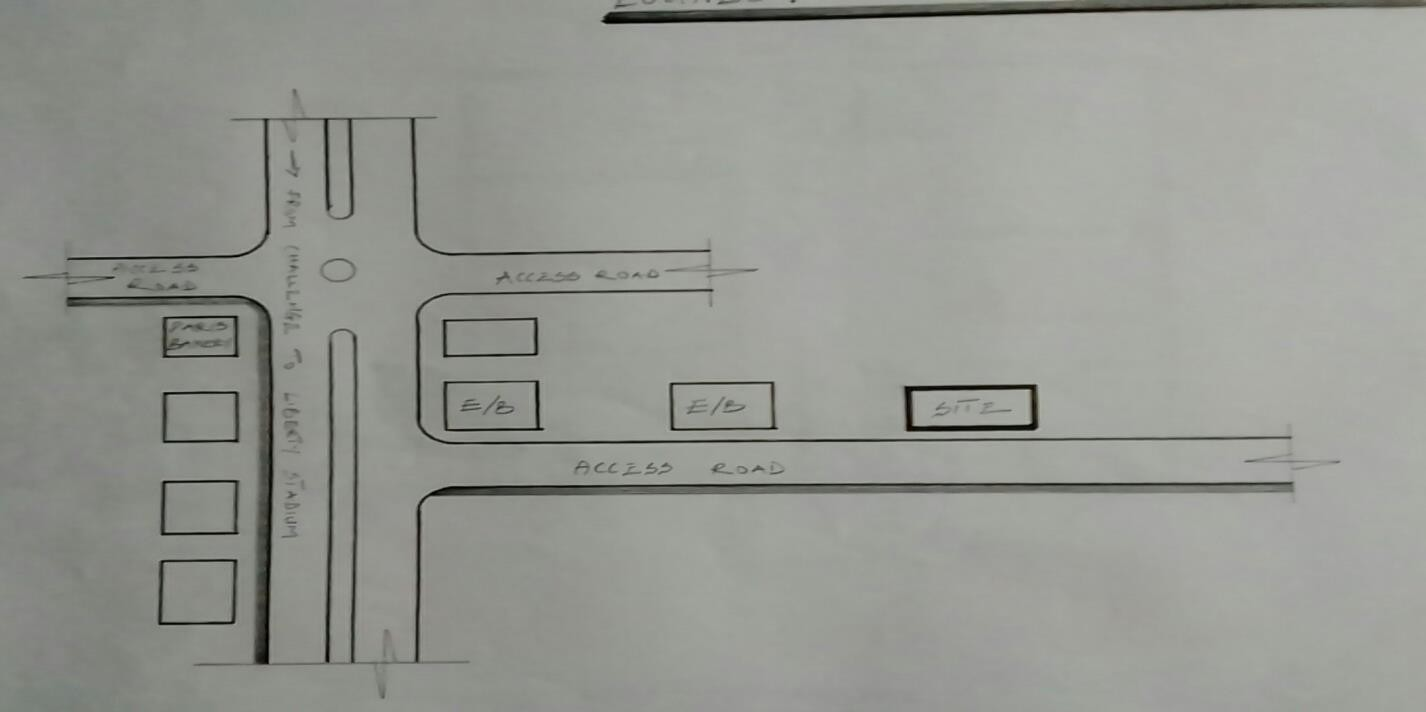 → FROM CHALLENGE TO LIBERTY STADIUM
ACCESS
ROAD
ACCESS ROAD
PARIS
BAKERY
E/B
E/B
SITE
ACCESS ROAD